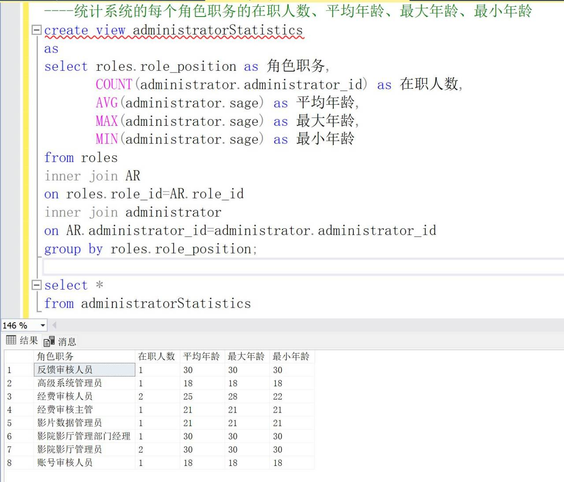 ----统计系统的每个角色职务的在职人数、平均年龄、最大年龄、最小年龄
create view administratorStatistics
as
select roles.role_position as 角色职务,
COUNT(administrator.administrator_id) as 在职人数,
AVG(administrator.sage) as 平均年龄,
MAX(administrator.sage) as 最大年龄,
MIN(administrator.sage) as 最小年龄
from roles
inner join AR
on roles.role_id=AR.role_id
inner join administrator
on AR.administrator_id=administrator.administrator_id
group by roles.role_position;
select *
from administratorStatistics
146 %
结果 消息
角色职务 在职人数 平均年龄 最大年龄 最小年龄
1 反馈审核人员 1 30 30 30
2 高级系统管理员 1 18 18 18
3 经费审核人员 2 25 28 22
4 经费审核主管 1 21 21 21
5 影片数据管理员 1 21 21 21
6 影院影厅管理部门经理 1 30 30 30
7 影院影厅管理员 2 30 30 30
8 账号审核人员 1 18 18 18